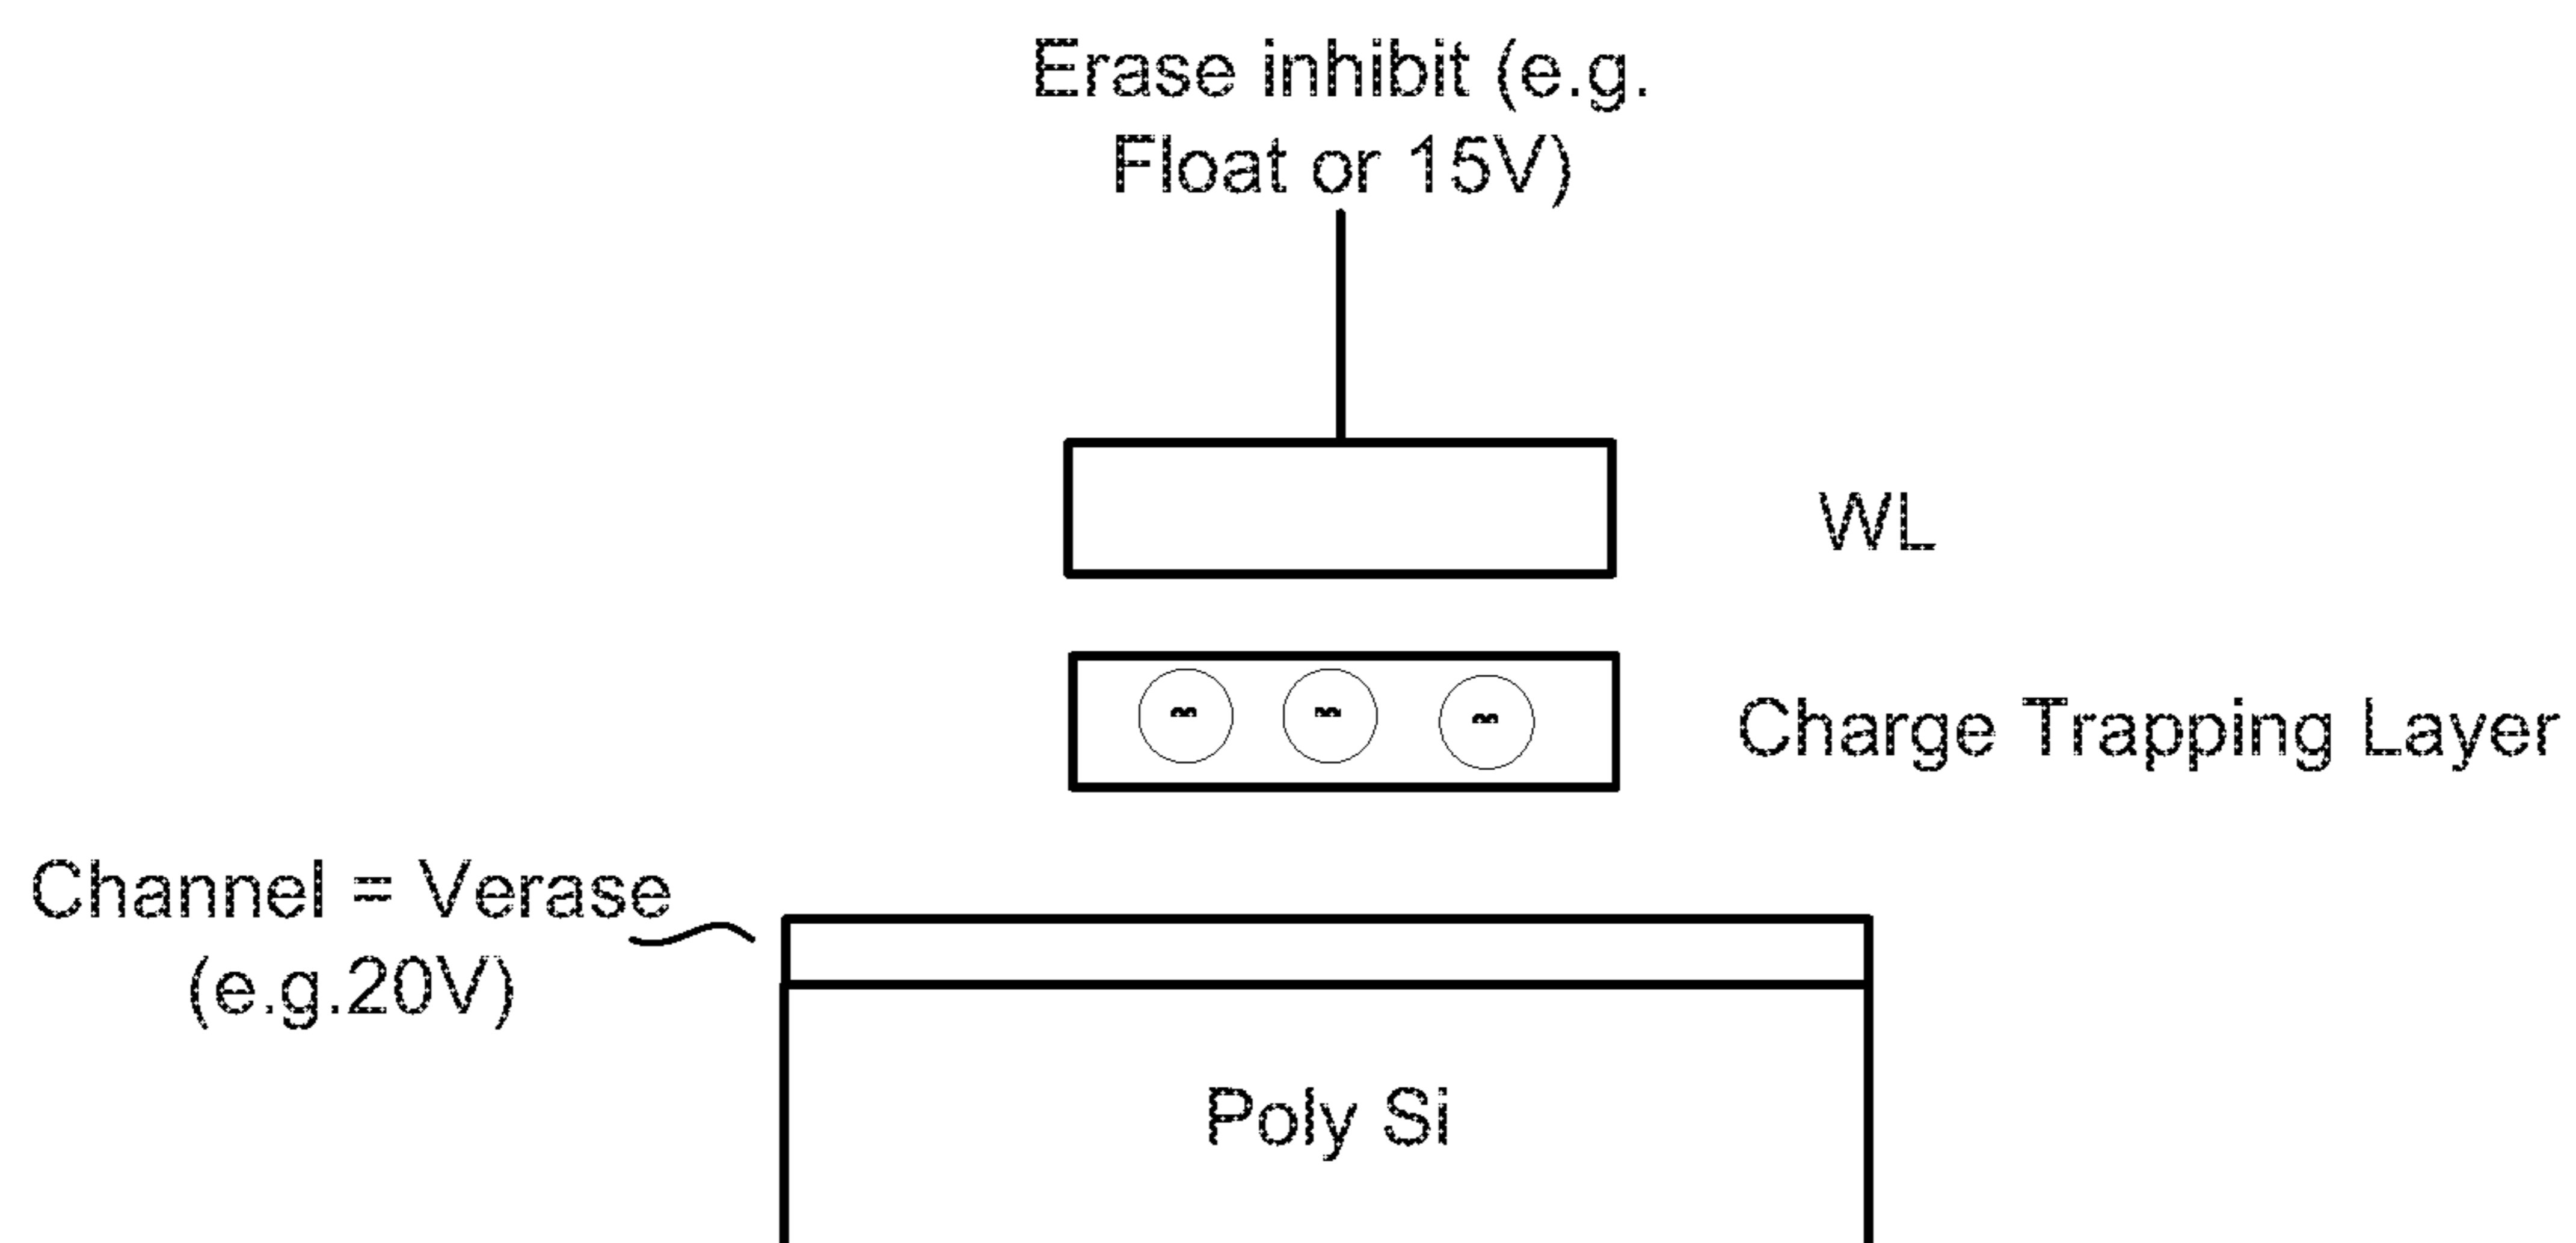 Erase inhibit (e.g.
Float or 15V)
WL
Charge Trapping Layer
Channel = Verase
(e.g.20V)
Poly Si